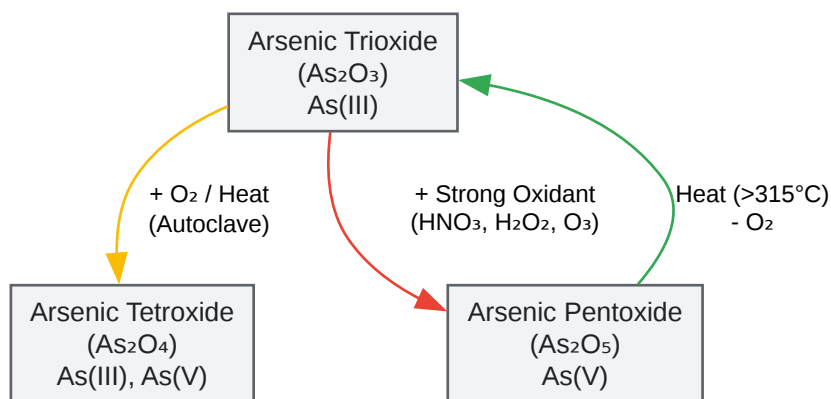 Arsenic Trioxide
(As₂O₃)
As(III)
+ O₂ / Heat
(Autoclave)
+ Strong Oxidant
(HNO₃, H₂O₂, O₃)
Heat (>315°C)
- O₂
Arsenic Tetroxide
(As₂O₄)
As(III), As(V)
Arsenic Pentoxide
(As₂O₅)
As(V)